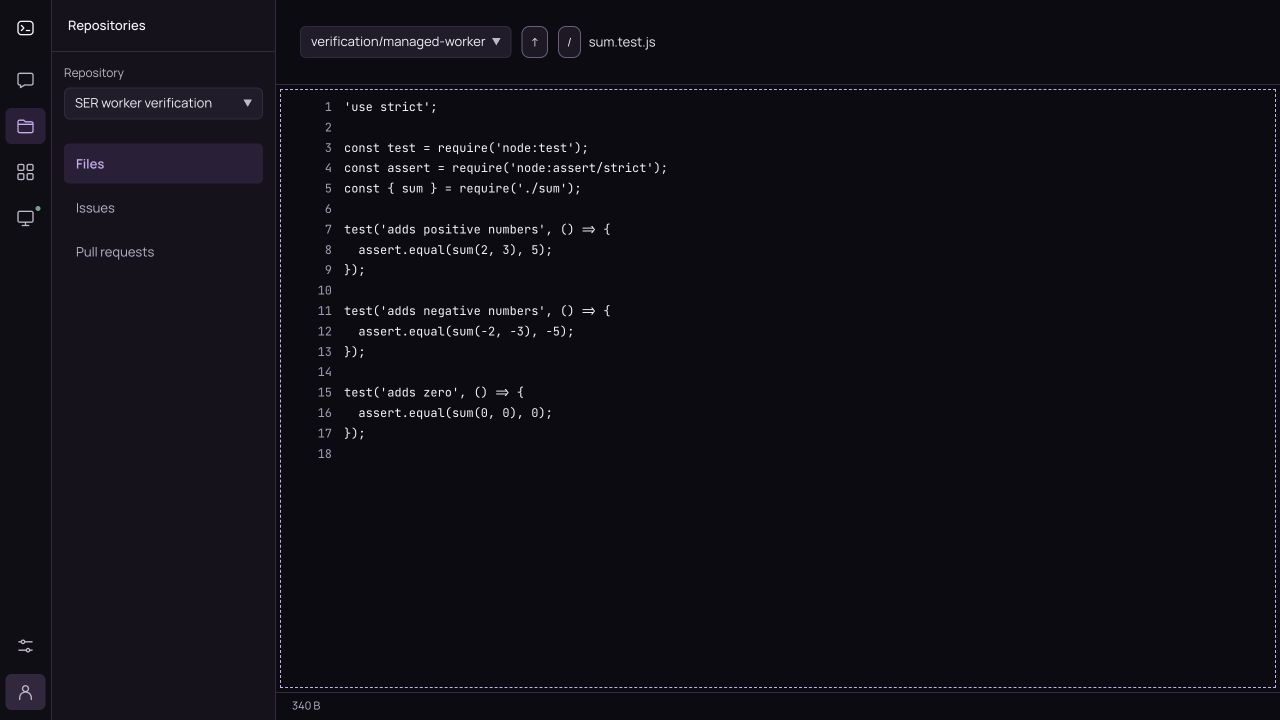 Repositories
Repository
SER worker verification
Files
Issues
Pull requests
verification/managed-worker ▼ ↑ / sum.test.js
1 'use strict';
2
3 const test = require('node:test');
4 const assert = require('node:assert/strict');
5 const { sum } = require('./sum');
6
7 test('adds positive numbers', () => {
8   assert.equal(sum(2, 3), 5);
9 });
10
11 test('adds negative numbers', () => {
12   assert.equal(sum(-2, -3), -5);
13 });
14
15 test('adds zero', () => {
16   assert.equal(sum(0, 0), 0);
17 });
18
340 B